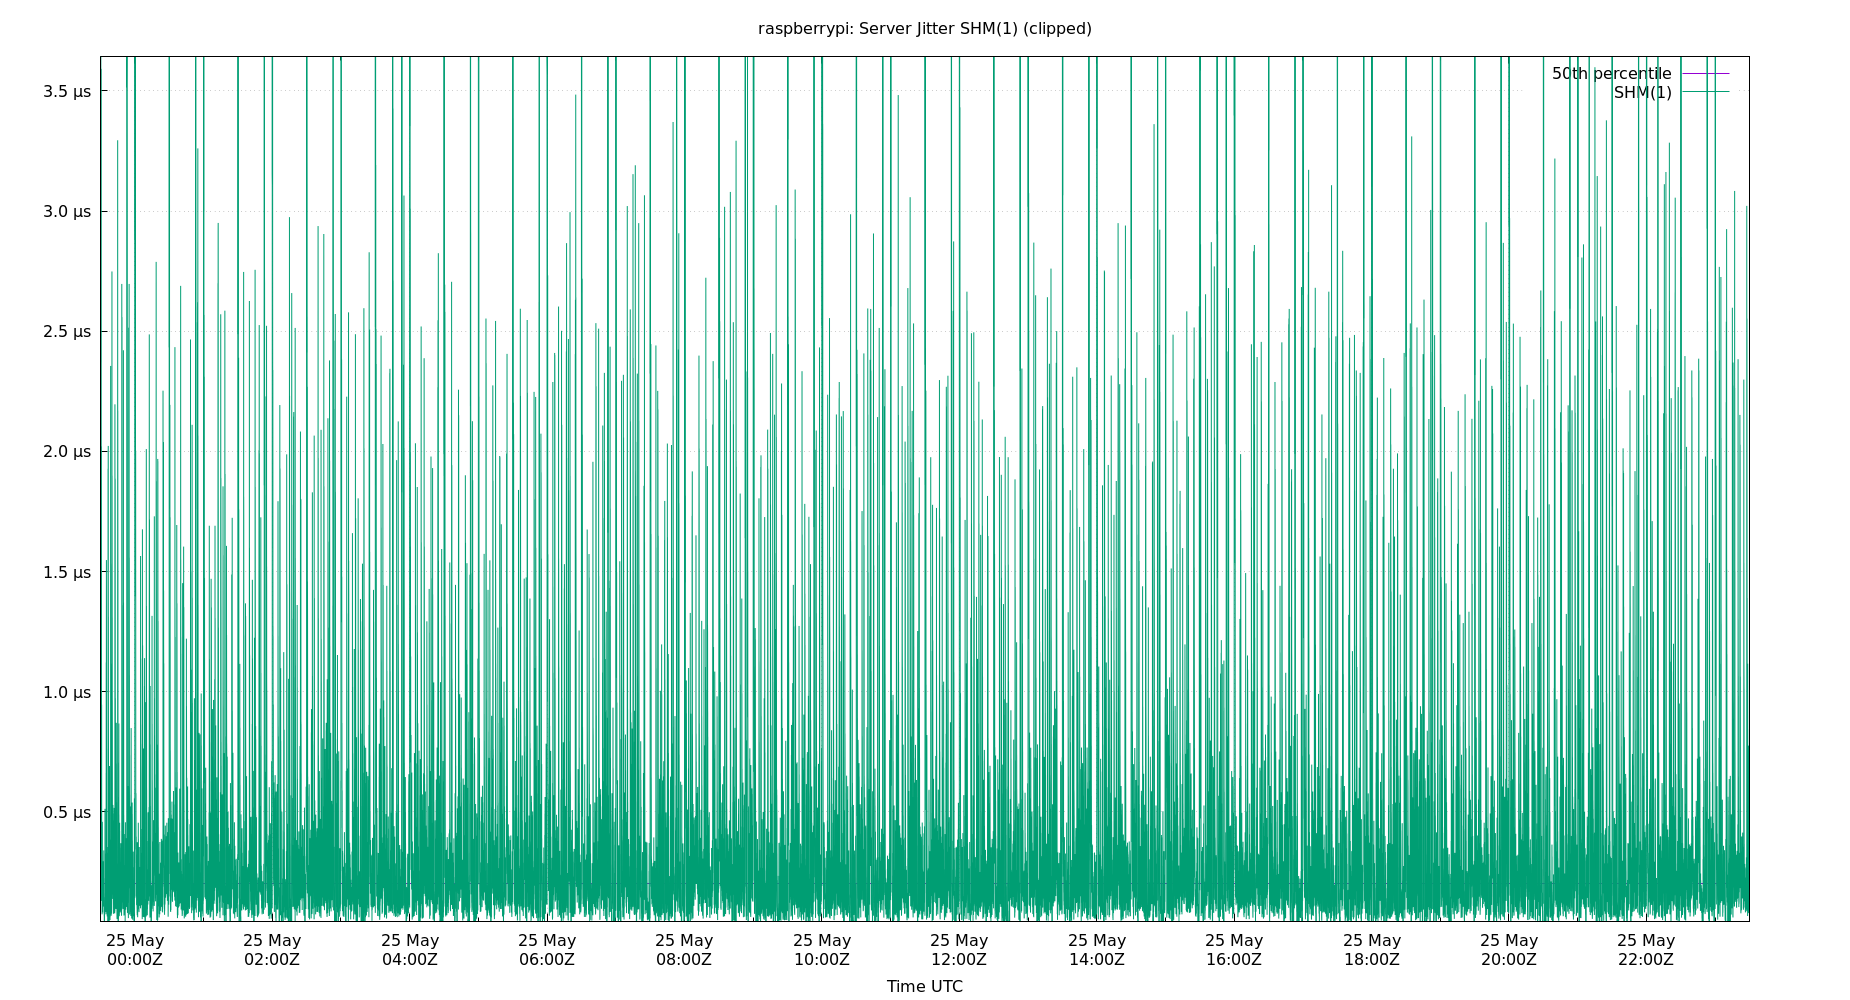 raspberrypi: Server Jitter SHM(1) (clipped)
50th percentile
SHM(1)
3.5 µs
3.0 µs
2.5 µs
2.0 µs
1.5 µs
1.0 µs
0.5 µs
25 May 25 May 25 May 25 May 25 May 25 May 25 May 25 May 25 May 25 May 25 May 25 May
00:00Z 02:00Z 04:00Z 06:00Z 08:00Z 10:00Z 12:00Z 14:00Z 16:00Z 18:00Z 20:00Z 22:00Z
Time UTC